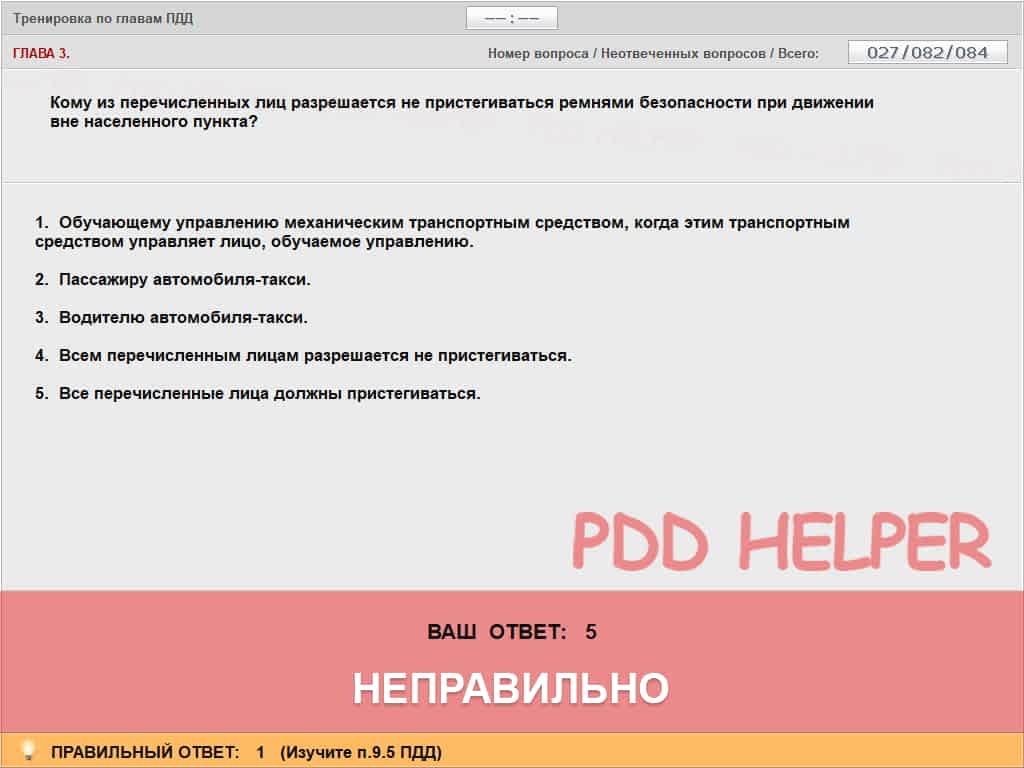 Тренировка по главам ПДД
–– : ––
ГЛАВА 3.
Номер вопроса / Неотвеченных вопросов / Всего:
027/082/084
Кому из перечисленных лиц разрешается не пристегиваться ремнями безопасности при движении
вне населенного пункта?
1. Обучающему управлению механическим транспортным средством, когда этим транспортным
средством управляет лицо, обучаемое управлению.
2. Пассажиру автомобиля-такси.
3. Водителю автомобиля-такси.
4. Всем перечисленным лицам разрешается не пристегиваться.
5. Все перечисленные лица должны пристегиваться.
PDD HELPER
ВАШ ОТВЕТ: 5
НЕПРАВИЛЬНО
ПРАВИЛЬНЫЙ ОТВЕТ: 1 (Изучите п.9.5 ПДД)